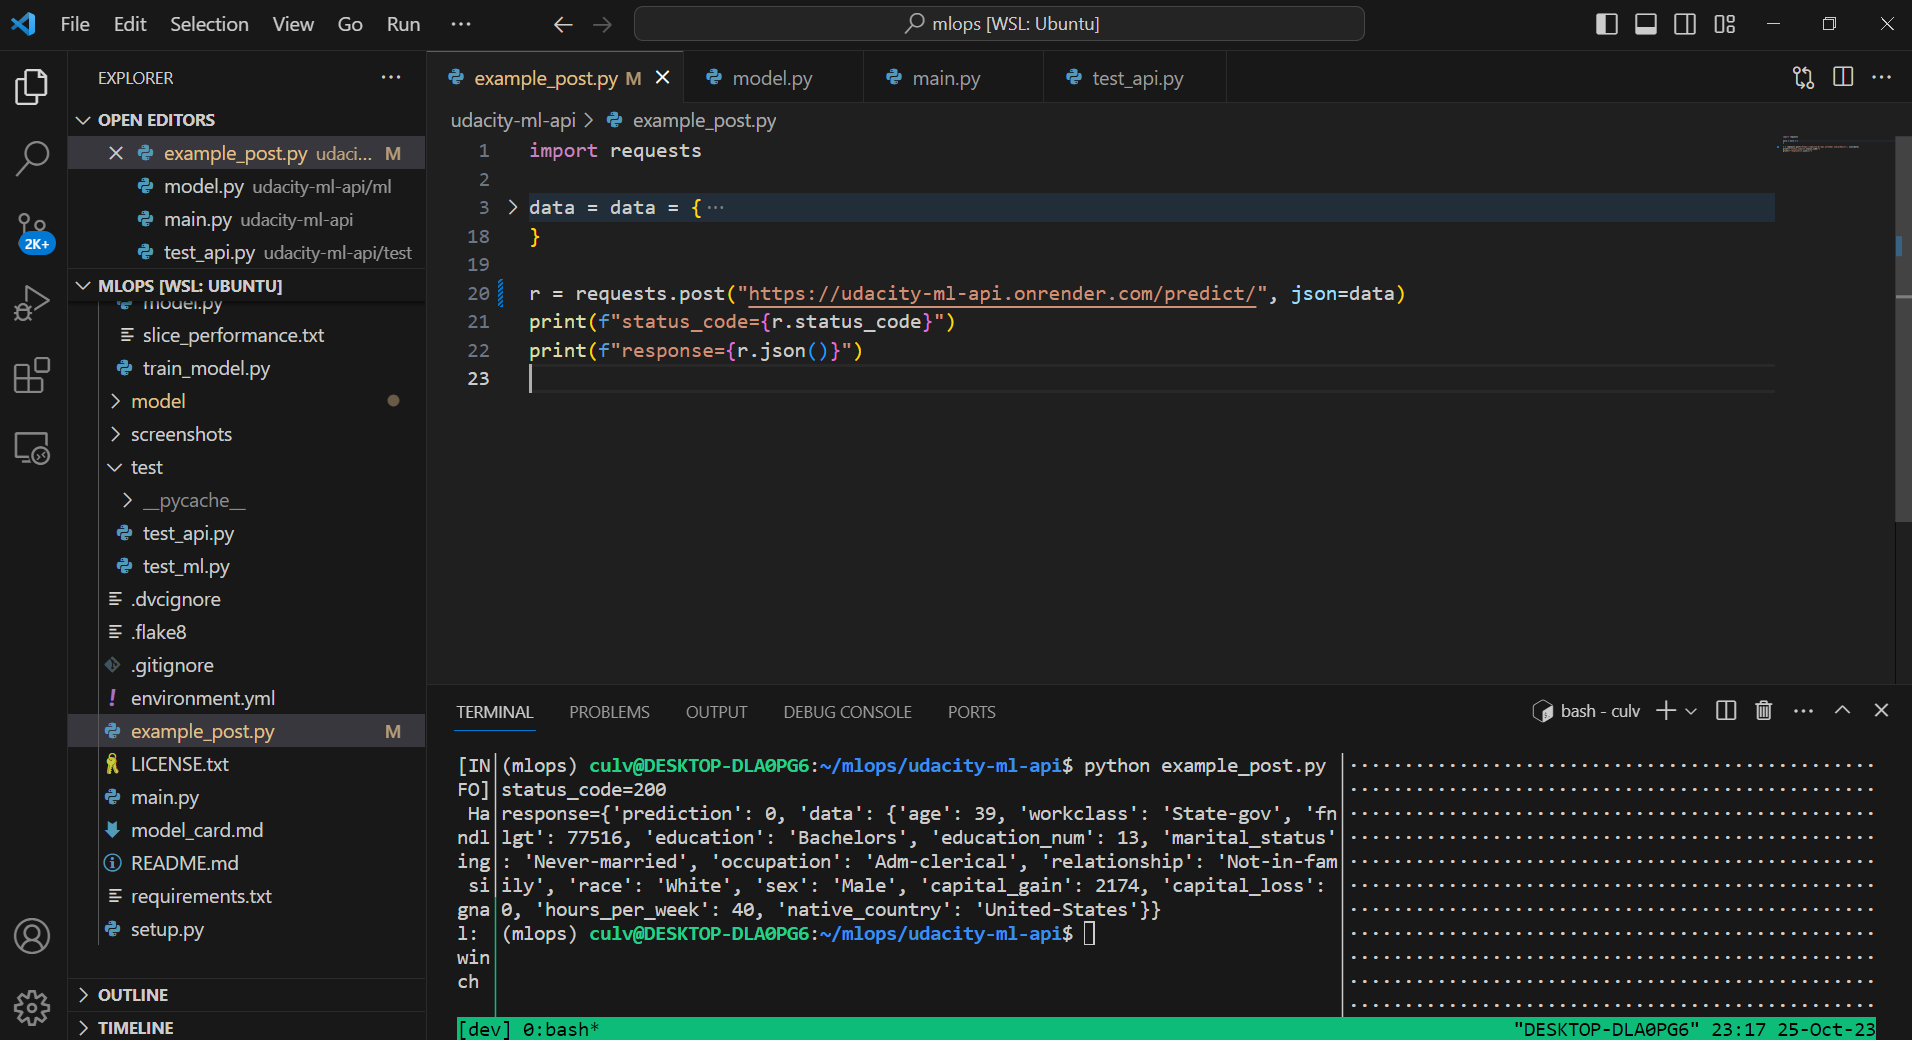 File Edit Selection View Go Run ···
mlops [WSL: Ubuntu]
EXPLORER
OPEN EDITORS
example_post.py udaci... M
model.py udacity-ml-api/ml
main.py udacity-ml-api
test_api.py udacity-ml-api/test
2K+
MLOPS [WSL: UBUNTU]
model.py
slice_performance.txt
train_model.py
model
screenshots
test
__pycache__
test_api.py
test_ml.py
.dvcignore
.flake8
.gitignore
environment.yml
example_post.py M
LICENSE.txt
main.py
model_card.md
README.md
requirements.txt
setup.py
OUTLINE
TIMELINE
example_post.py M model.py main.py test_api.py
udacity-ml-api > example_post.py
1 import requests
2
3 data = data = {···
18 }
19
20 r = requests.post("https://udacity-ml-api.onrender.com/predict/", json=data)
21 print(f"status_code={r.status_code}")
22 print(f"response={r.json()}")
23
TERMINAL PROBLEMS OUTPUT DEBUG CONSOLE PORTS
bash - culv
[IN
FO]
Ha
ndl
ing
si
gna
l:
win
ch
(mlops) culv@DESKTOP-DLA0PG6:~/mlops/udacity-ml-api$ python example_post.py
status_code=200
response={'prediction': 0, 'data': {'age': 39, 'workclass': 'State-gov', 'fn
lgt': 77516, 'education': 'Bachelors', 'education_num': 13, 'marital_status'
: 'Never-married', 'occupation': 'Adm-clerical', 'relationship': 'Not-in-fam
ily', 'race': 'White', 'sex': 'Male', 'capital_gain': 2174, 'capital_loss':
0, 'hours_per_week': 40, 'native_country': 'United-States'}}
(mlops) culv@DESKTOP-DLA0PG6:~/mlops/udacity-ml-api$
[dev] 0:bash* "DESKTOP-DLA0PG6" 23:17 25-Oct-23